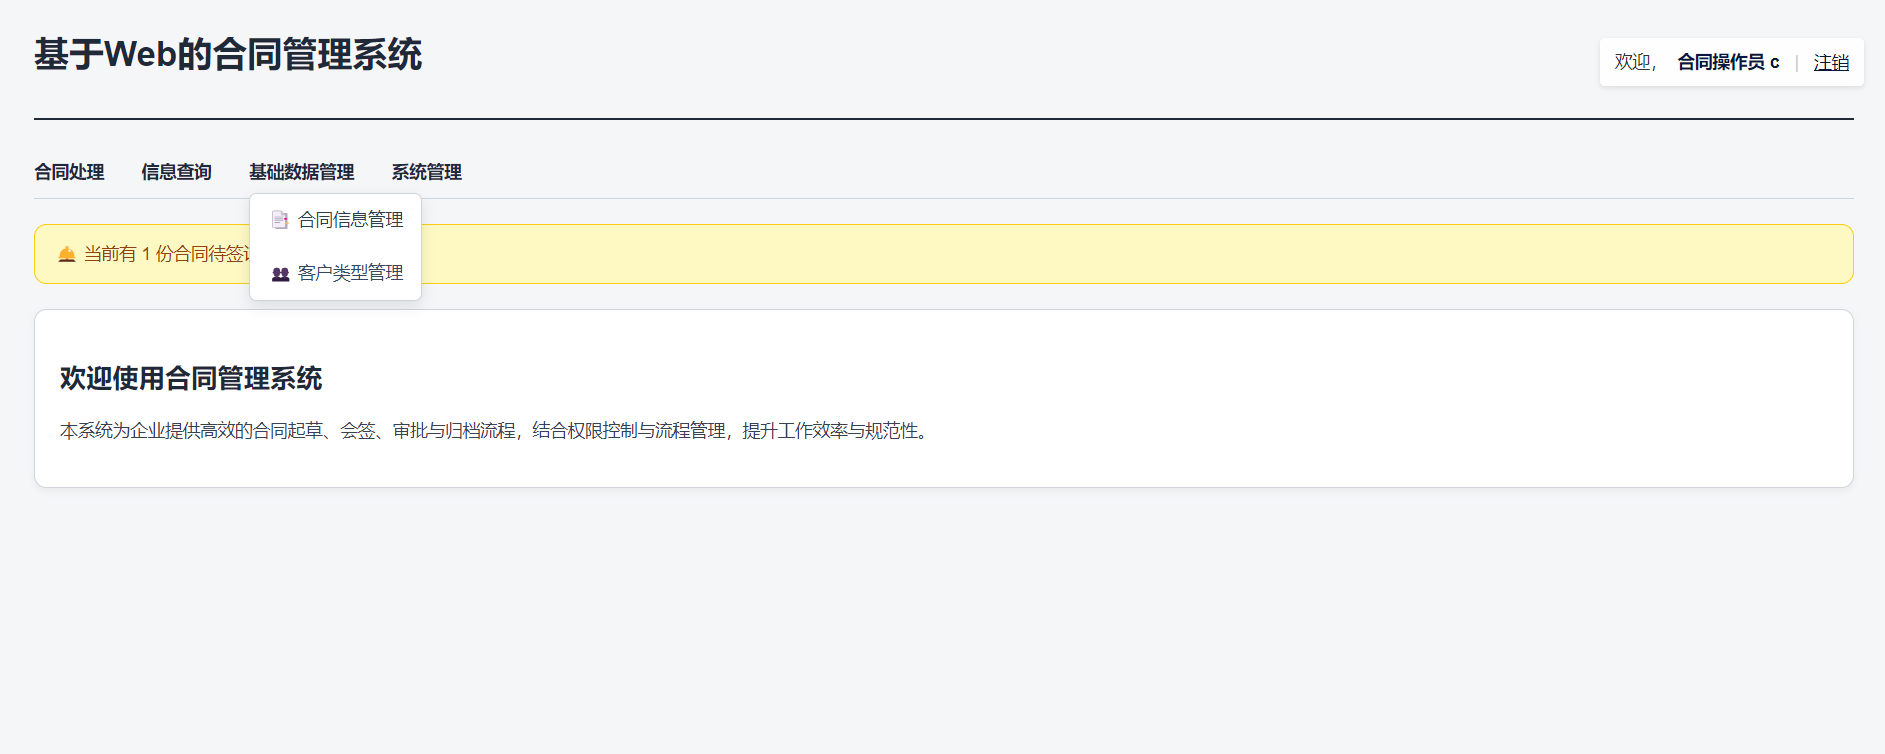 基于Web的合同管理系统
欢迎， 合同操作员 c | 注销
合同处理 信息查询 基础数据管理 系统管理
合同信息管理
当前有 1 份合同待签
客户类型管理
欢迎使用合同管理系统
本系统为企业提供高效的合同起草、会签、审批与归档流程，结合权限控制与流程管理，提升工作效率与规范性。